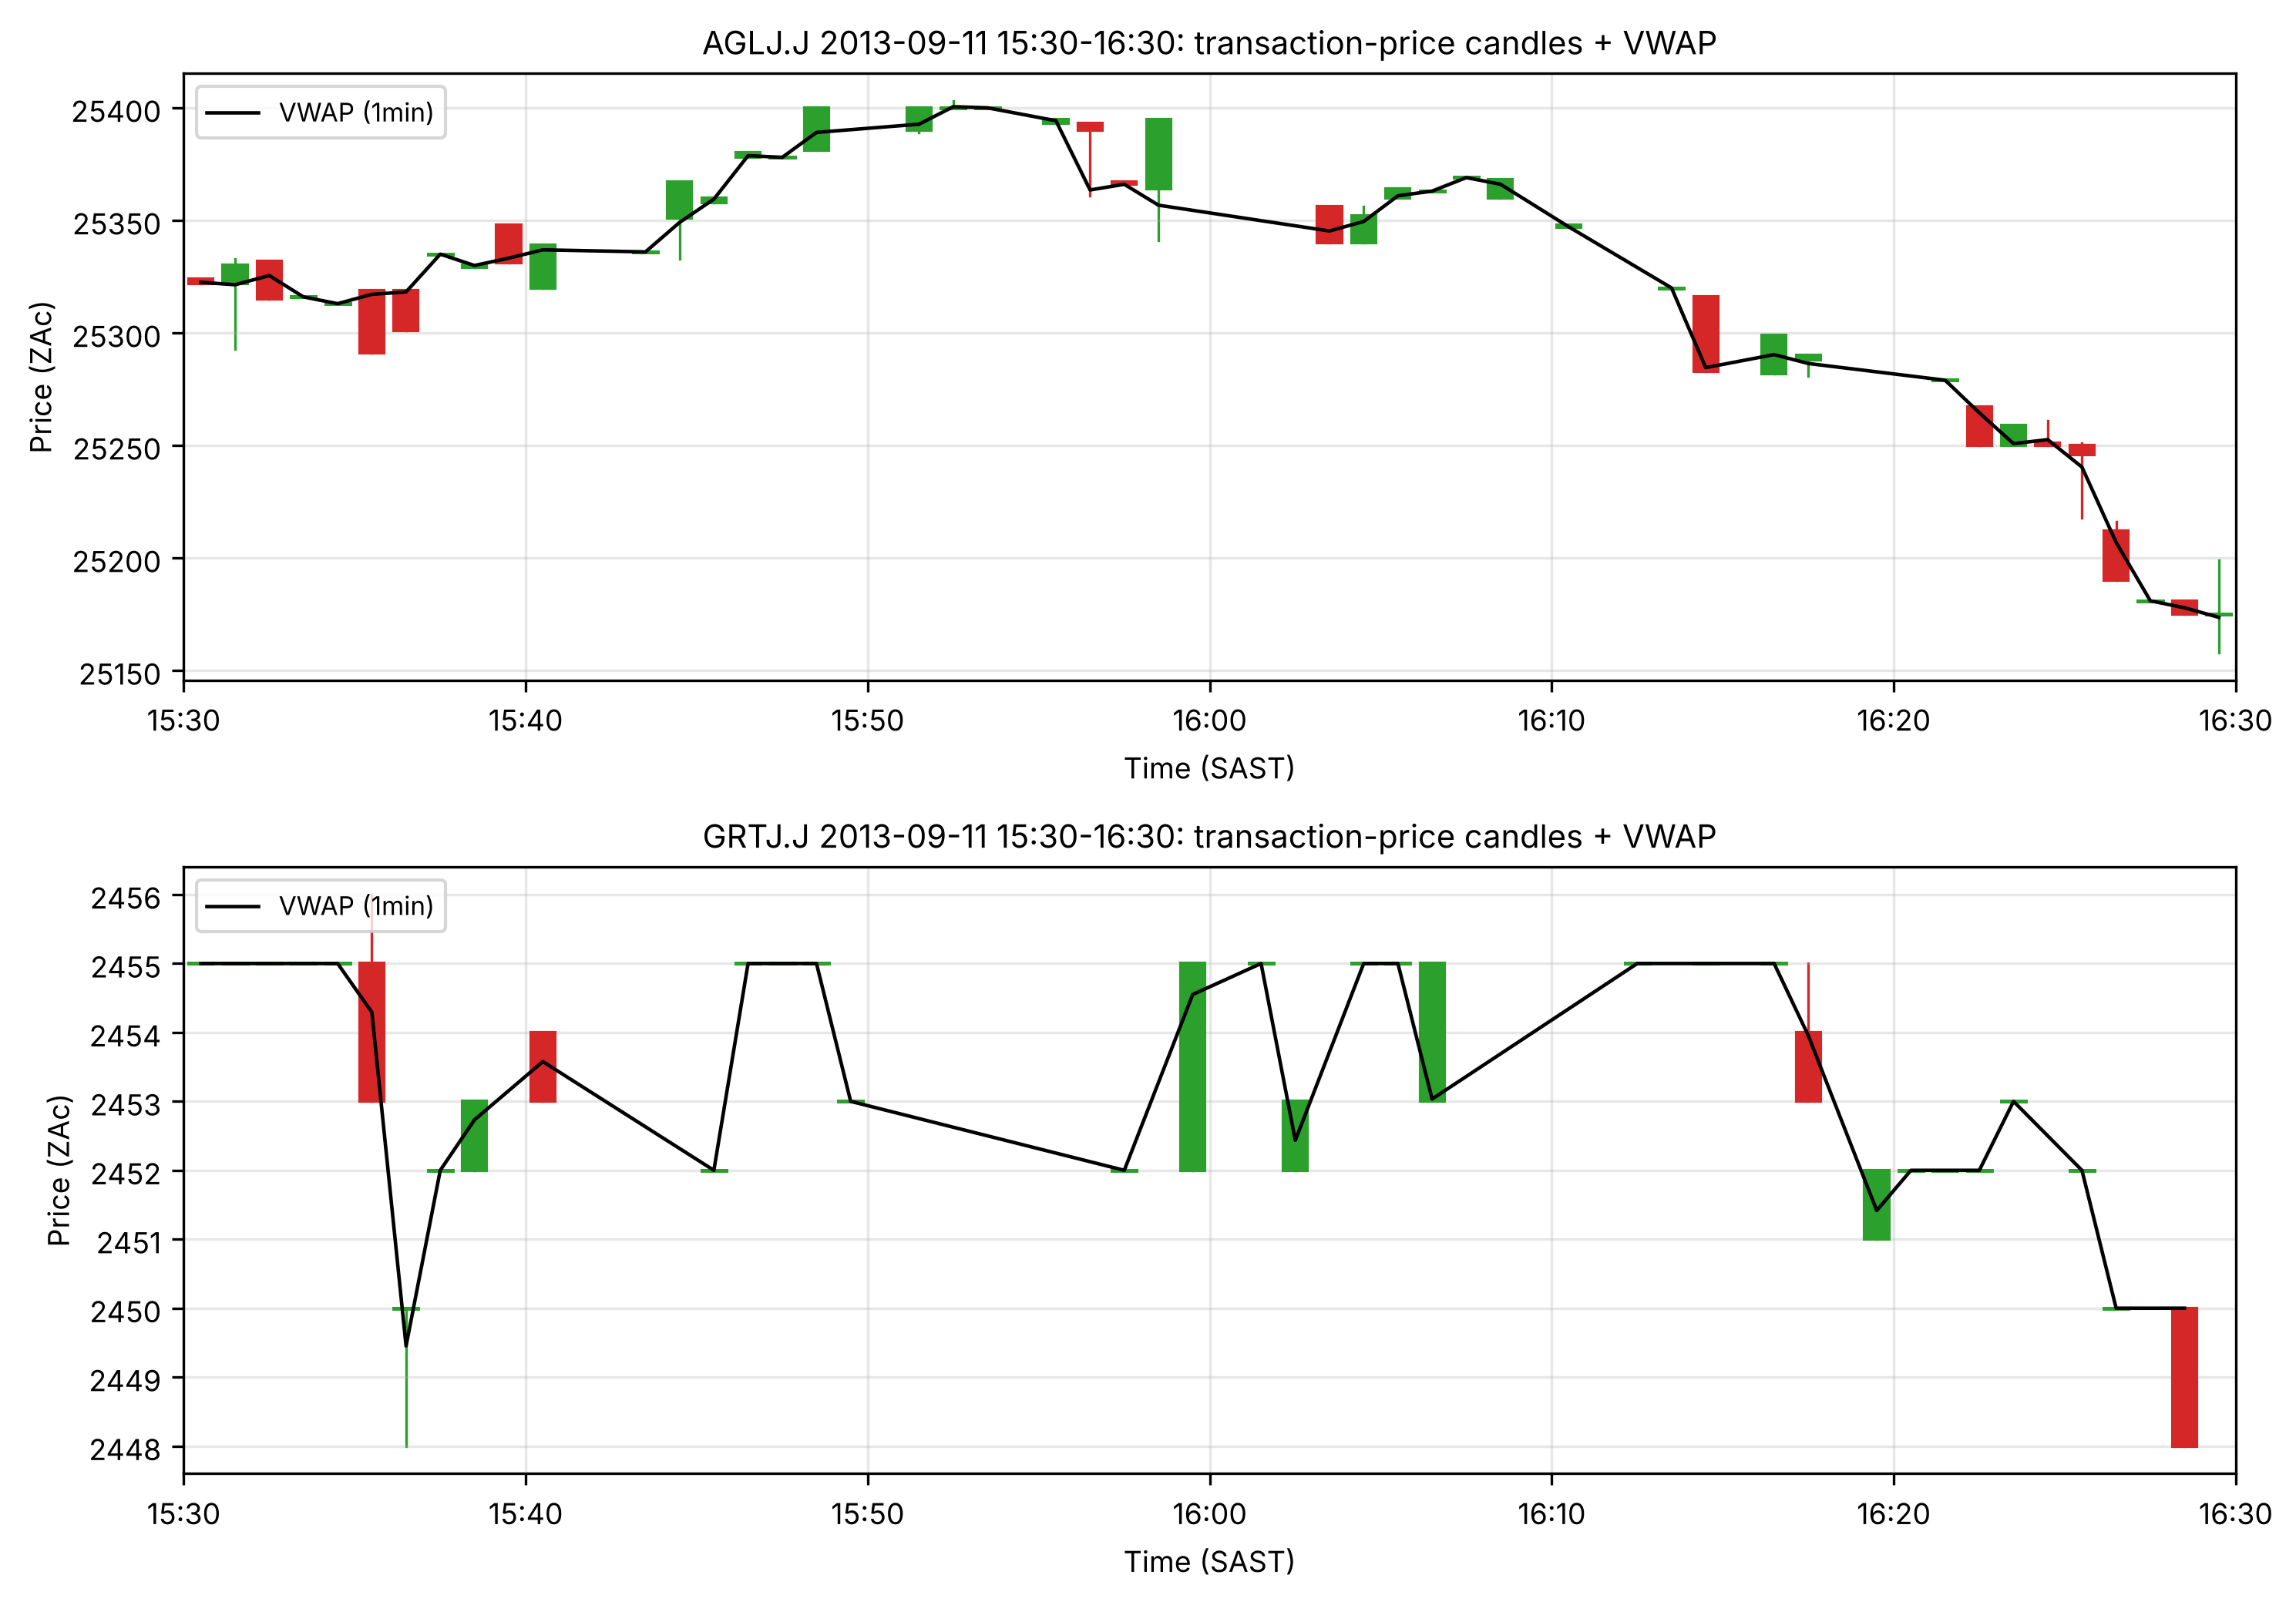 AGLJ.J 2013-09-11 15:30-16:30: transaction-price candles + VWAP
VWAP (1min)
Price (ZAc)
25400
25350
25300
25250
25200
25150
15:30 15:40 15:50 16:00 16:10 16:20 16:30
Time (SAST)
GRTJ.J 2013-09-11 15:30-16:30: transaction-price candles + VWAP
VWAP (1min)
Price (ZAc)
2456
2455
2454
2453
2452
2451
2450
2449
2448
15:30 15:40 15:50 16:00 16:10 16:20 16:30
Time (SAST)